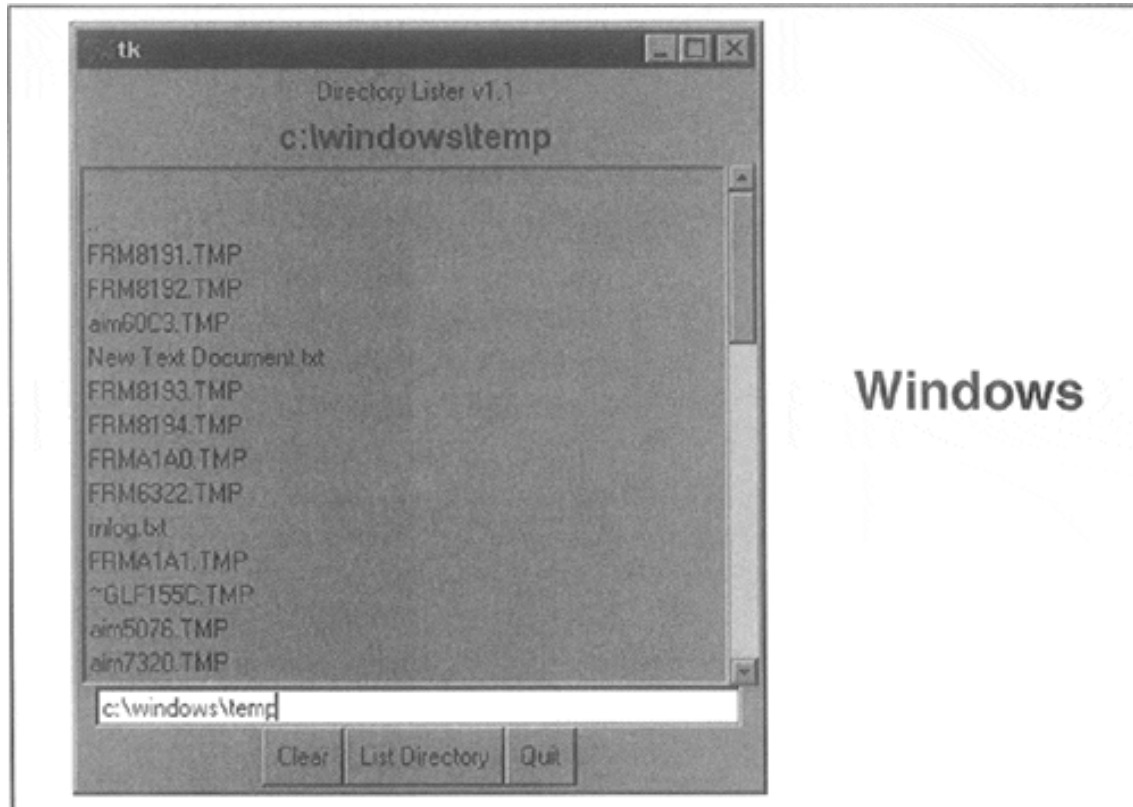 tk
Directory Lister v1.1
c:\windows\temp
..
FRM8191.TMP
FRM8192.TMP
aim60C3.TMP
New Text Document.txt
FRM8193.TMP
FRM8194.TMP
FRMA1A0.TMP
FRM6322.TMP
mlog.txt
FRMA1A1.TMP
~GLF155C.TMP
aim5076.TMP
aim7320.TMP
c:\windows\temp
Clear List Directory Quit
Windows